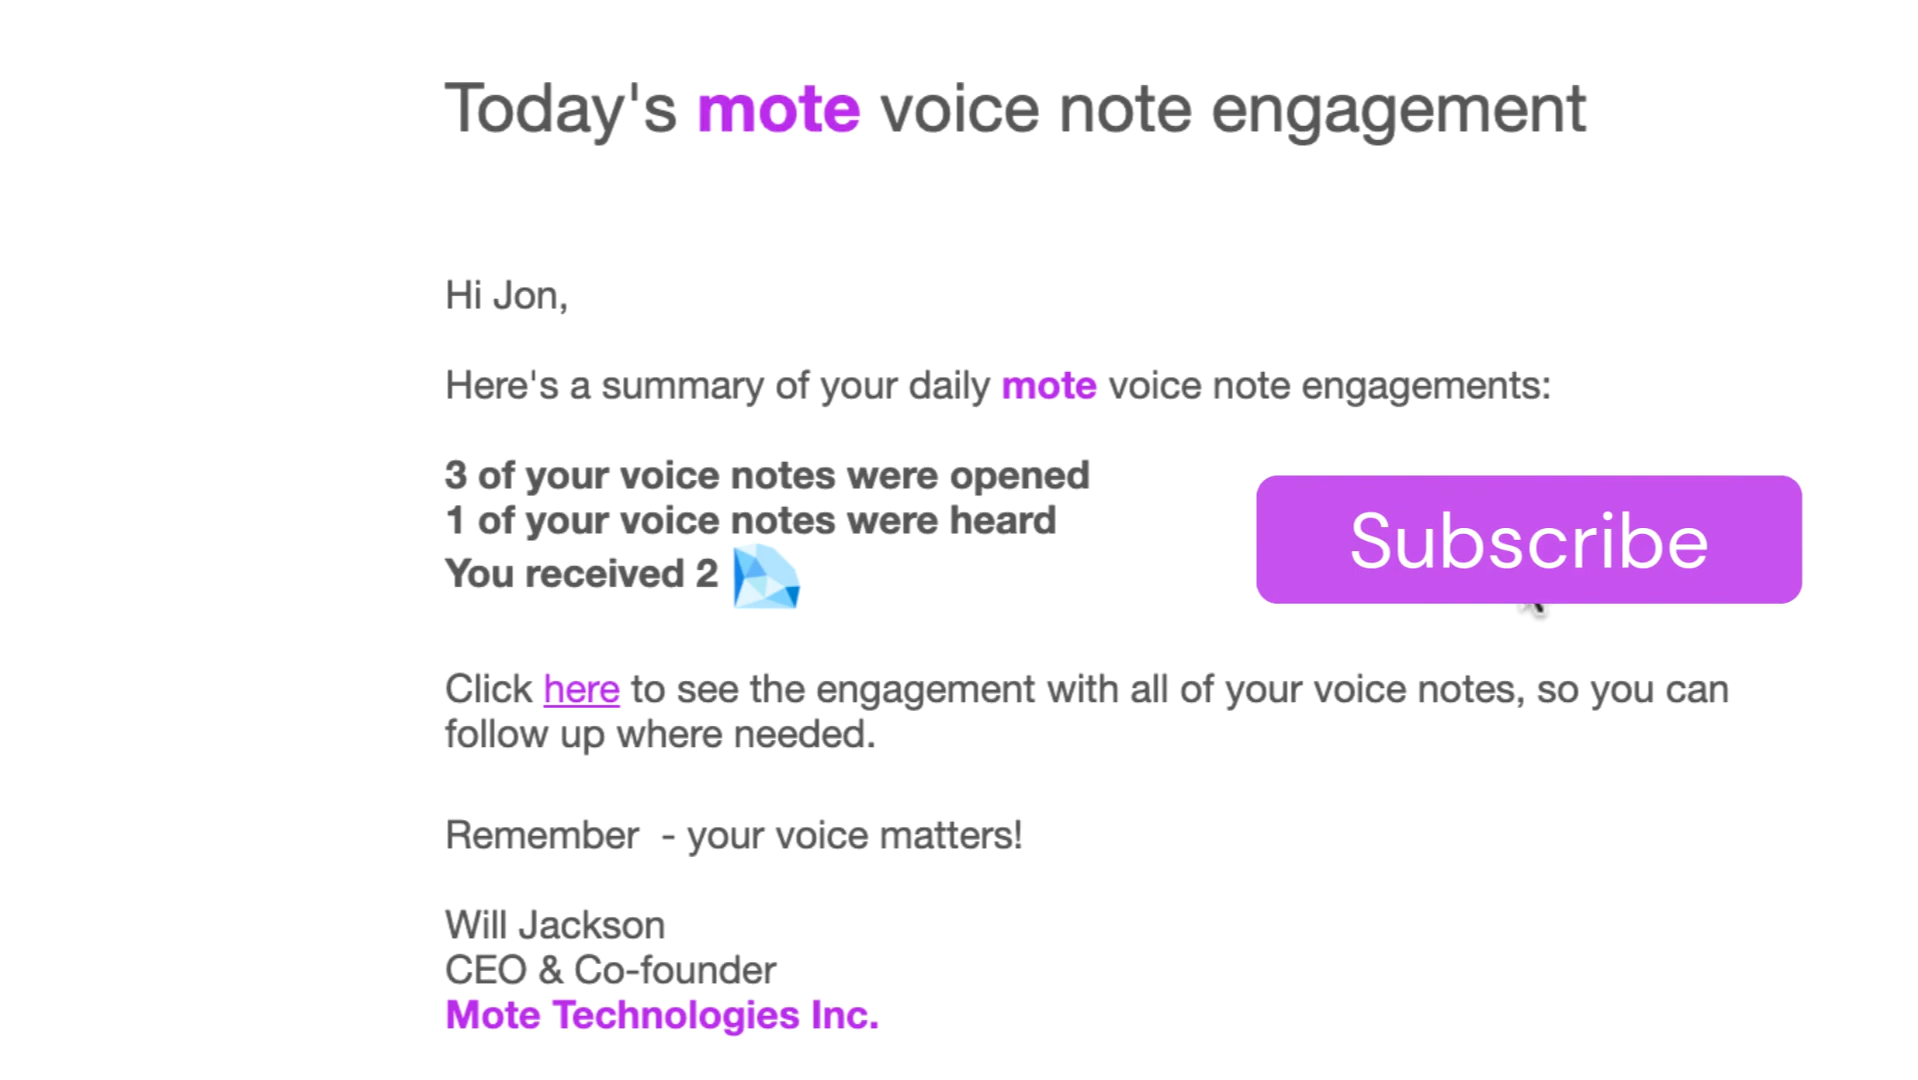 Today's mote voice note engagement
Hi Jon,
Here's a summary of your daily mote voice note engagements:
3 of your voice notes were opened
1 of your voice notes were heard
You received 2
Subscribe
Click here to see the engagement with all of your voice notes, so you can
follow up where needed.
Remember  - your voice matters!
Will Jackson
CEO & Co-founder
Mote Technologies Inc.